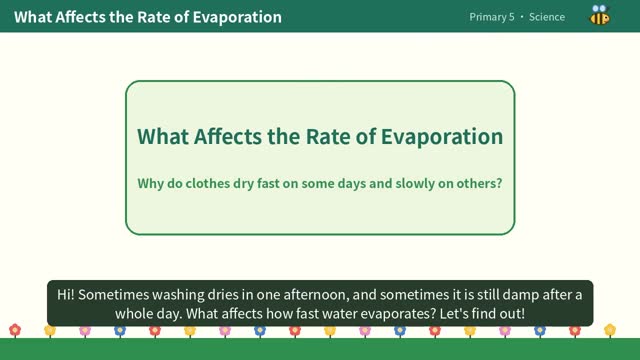 What Affects the Rate of Evaporation
Primary 5 • Science
What Affects the Rate of Evaporation
Why do clothes dry fast on some days and slowly on others?
Hi! Sometimes washing dries in one afternoon, and sometimes it is still damp after a
whole day. What affects how fast water evaporates? Let's find out!